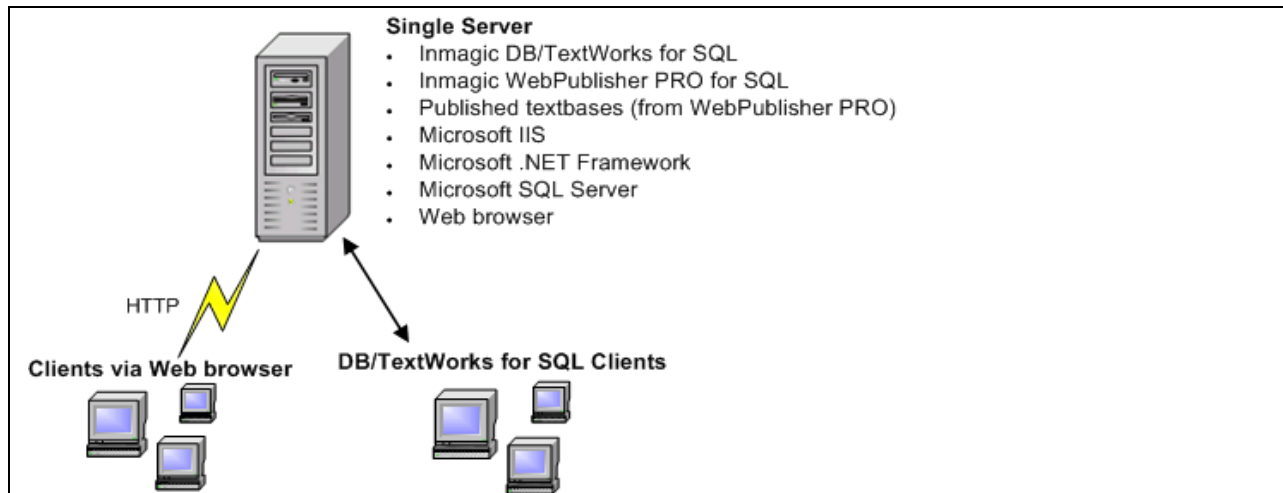 Single Server
• Inmagic DB/TextWorks for SQL
• Inmagic WebPublisher PRO for SQL
• Published textbases (from WebPublisher PRO)
• Microsoft IIS
• Microsoft .NET Framework
• Microsoft SQL Server
• Web browser
HTTP
Clients via Web browser
DB/TextWorks for SQL Clients